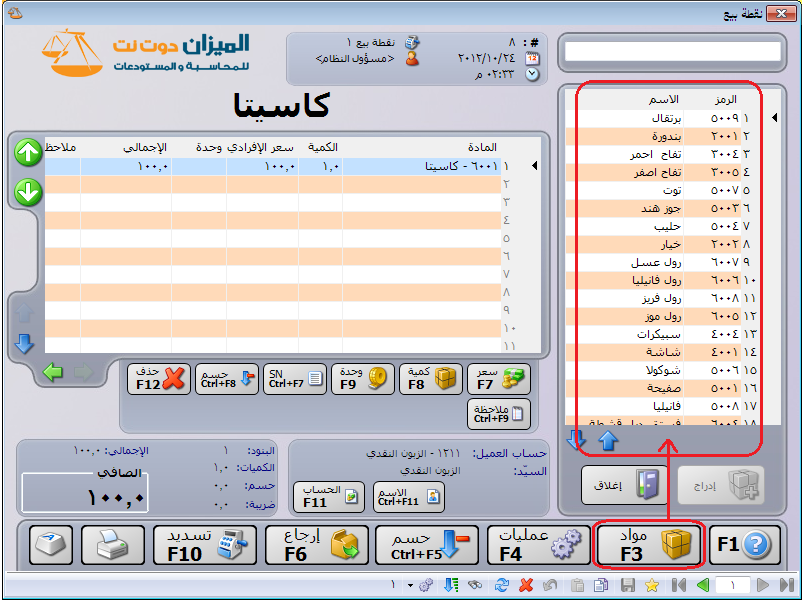 نقطة بيع
# : ٨
نقطة بيع ١
٢٠١٢/١٠/٢٤
<مسؤول النظام>
٠٢:٣٣ م
الميزان دوت نت
للمحاسبة والمستودعات
كاسيتا
الرمز الاسم
١ ٥٠٠٩ برتقال
٢ ٢٠٠١ بندورة
٣ ٣٠٠٤ تفاح احمر
٤ ٣٠٠٥ تفاح اصفر
٥ ٥٠٠٧ توت
٦ ٥٠٠٣ جوز هند
٧ ٥٠٠٤ حليب
٨ ٢٠٠٢ خيار
٩ ٦٠٠٧ رول عسل
١٠ ٦٠٠٦ رول فانيليا
١١ ٦٠٠٨ رول فريز
١٢ ٦٠٠٥ رول موز
١٣ ٤٠٠٤ سبيكرات
١٤ ٤٠٠١ شاشة
١٥ ٥٠٠٦ شوكولا
١٦ ٥٠٠١ صفيحة
١٧ ٥٠٠٨ فانيليا
إدراج
إغلاق
المادة الكمية سعر الإفرادي وحدة الإجمالي ملاحظ
١ ٦٠٠١ - كاسيتا ١,٠ ١٠٠,٠ ١٠٠,٠
٢
٣
٤
٥
٦
٧
٨
٩
١٠
١١
سعر F7
كمية F8
وحدة F9
SN Ctrl+F7
حسم Ctrl+F8
حذف F12
ملاحظة Ctrl+F9
حساب العميل: ١٢١١ - الزبون النقدي
السيّد: الزبون النقدي
الاسم Ctrl+F11
الحساب F11
البنود: ١ الإجمالي: ١٠٠,٠
الكميات: ١,٠
الصافي
حسم: ٠,٠
١٠٠,٠
ضريبة: ٠,٠
F1
مواد F3
عمليات F4
حسم Ctrl+F5
إرجاع F6
تسديد F10
١
١